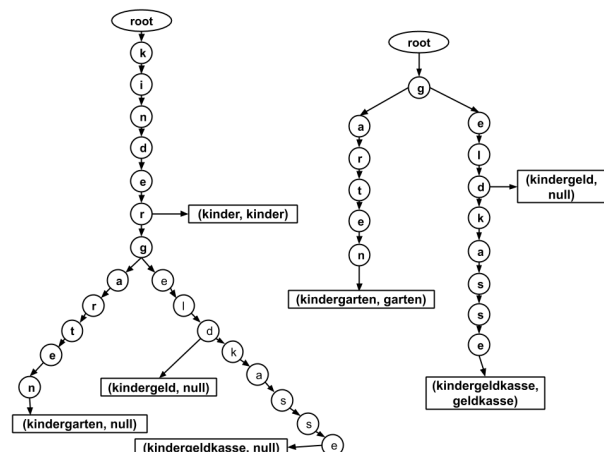 root
k
i
n
d
e
r
(kinder, kinder)
g
a
r
t
e
n
(kindergarten, null)
e
l
d
(kindergeld, null)
k
a
s
s
e
(kindergeldkasse, null)
root
g
a
r
t
e
n
(kindergarten, garten)
e
l
d
(kindergeld,
null)
k
a
s
s
e
(kindergeldkasse,
geldkasse)